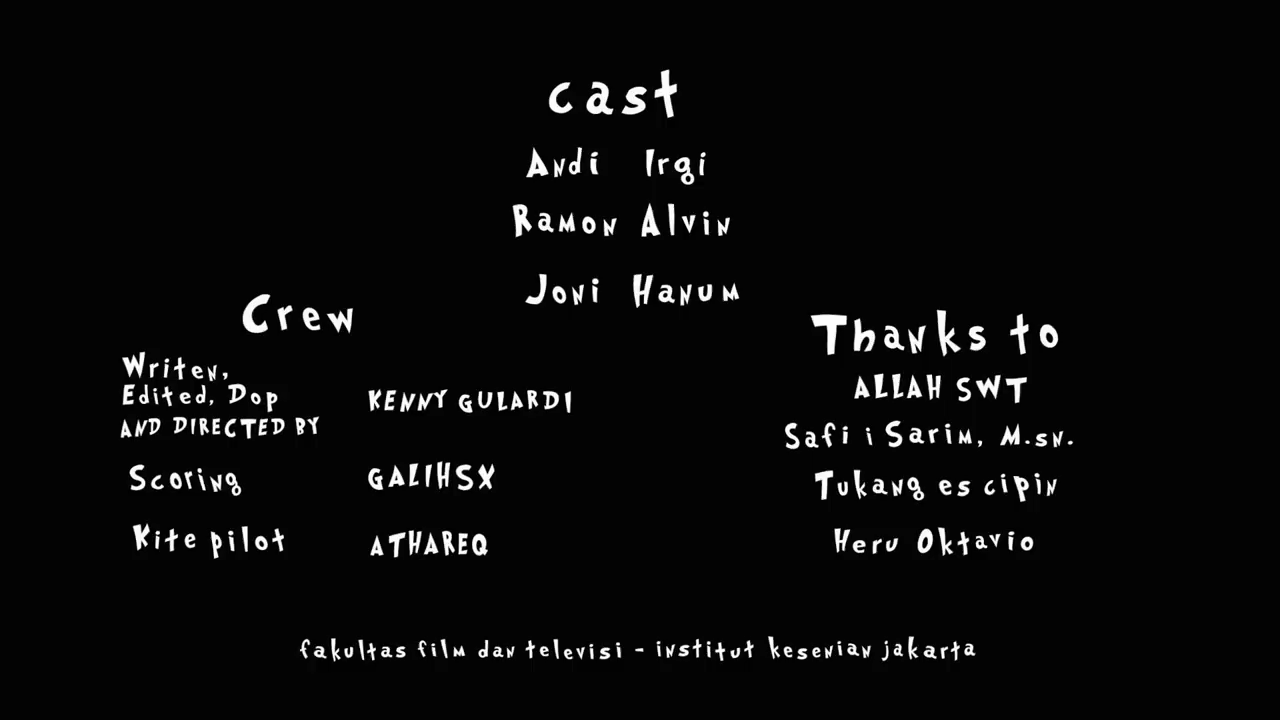 cast
Andi Irgi
Ramon Alvin
Joni Hanum
Crew
Writen,
Edited, Dop
AND DIRECTED BY
KENNY GULARDI
Scoring
GALIHSX
Kite pilot
ATHAREQ
Thanks to
ALLAH SWT
Safi i Sarim, M.sn.
Tukang es cipin
Heru Oktavio
fakultas film dan televisi - institut kesenian jakarta